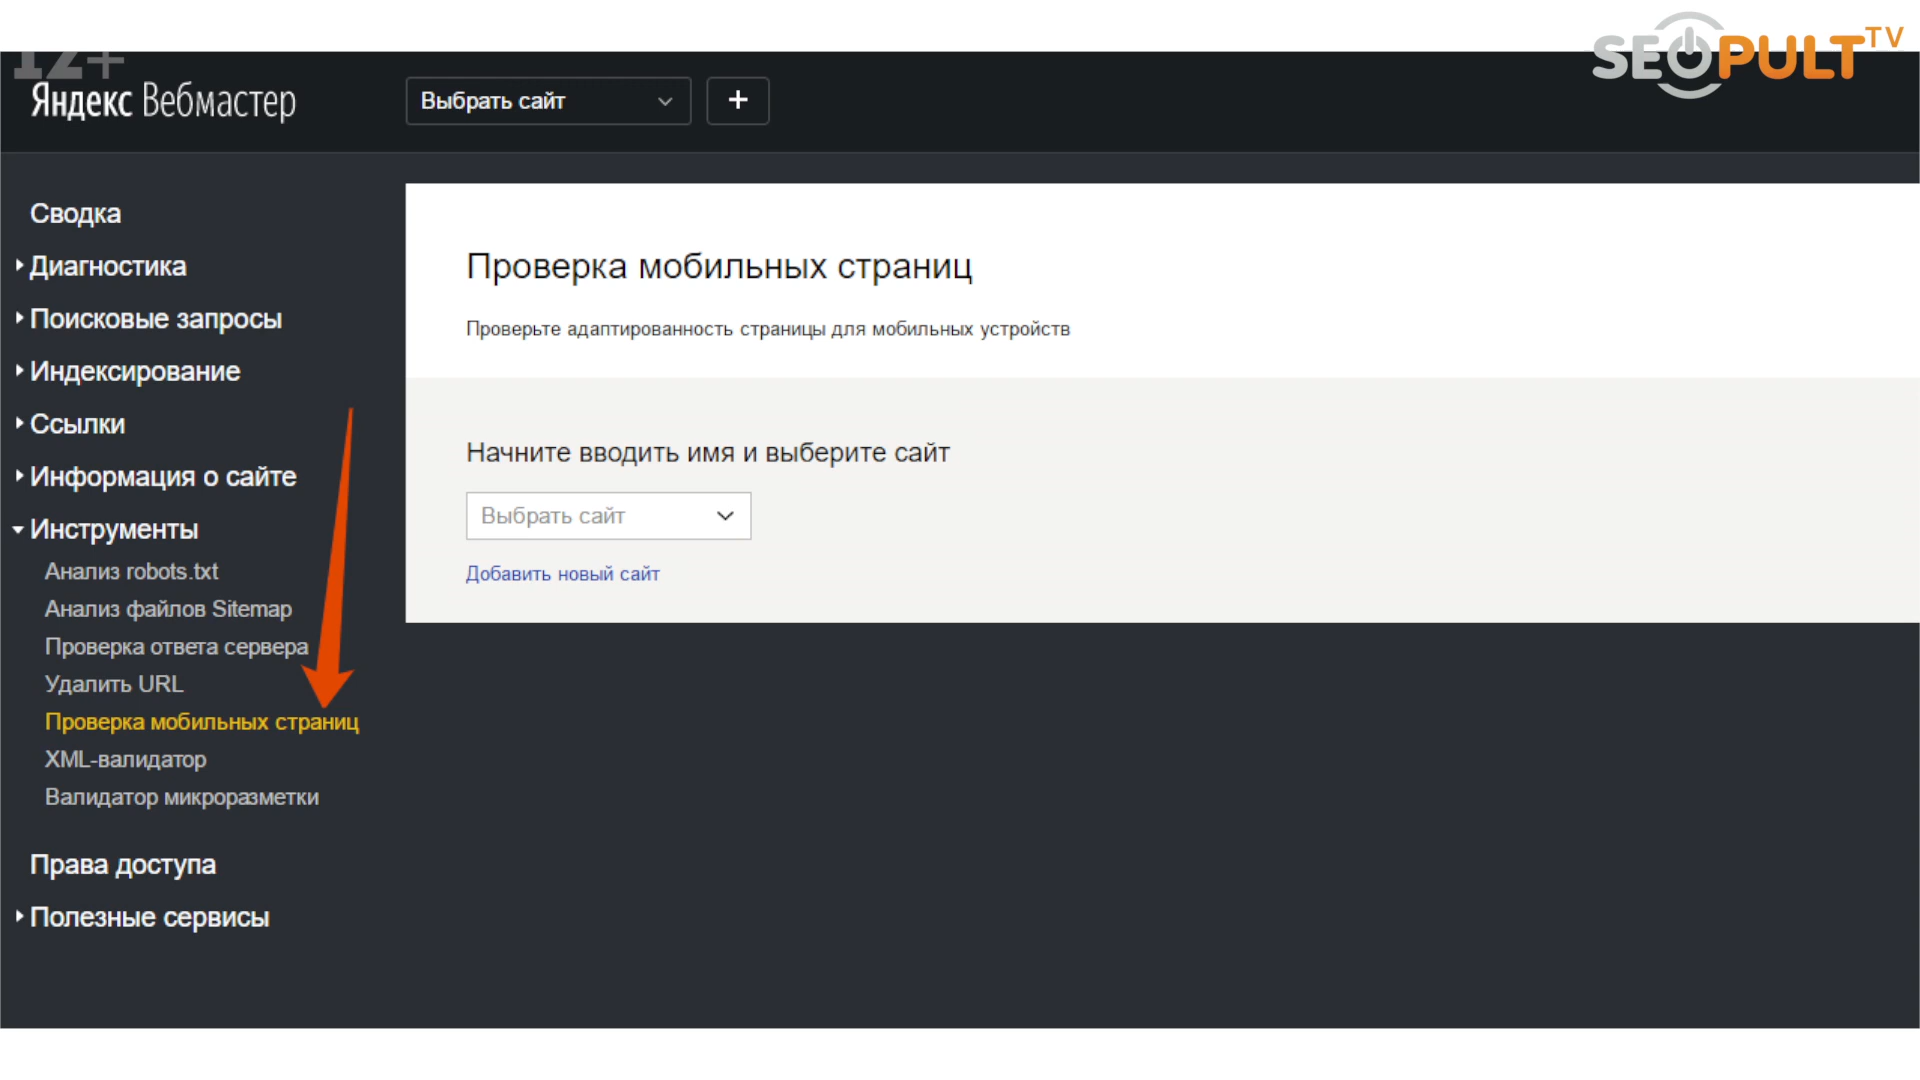 12+
SEOPULT TV
Яндекс Вебмастер
Выбрать сайт
+
Сводка
Диагностика
Поисковые запросы
Индексирование
Ссылки
Информация о сайте
Инструменты
Анализ robots.txt
Анализ файлов Sitemap
Проверка ответа сервера
Удалить URL
Проверка мобильных страниц
XML-валидатор
Валидатор микроразметки
Права доступа
Полезные сервисы
Проверка мобильных страниц
Проверьте адаптированность страницы для мобильных устройств
Начните вводить имя и выберите сайт
Выбрать сайт
Добавить новый сайт